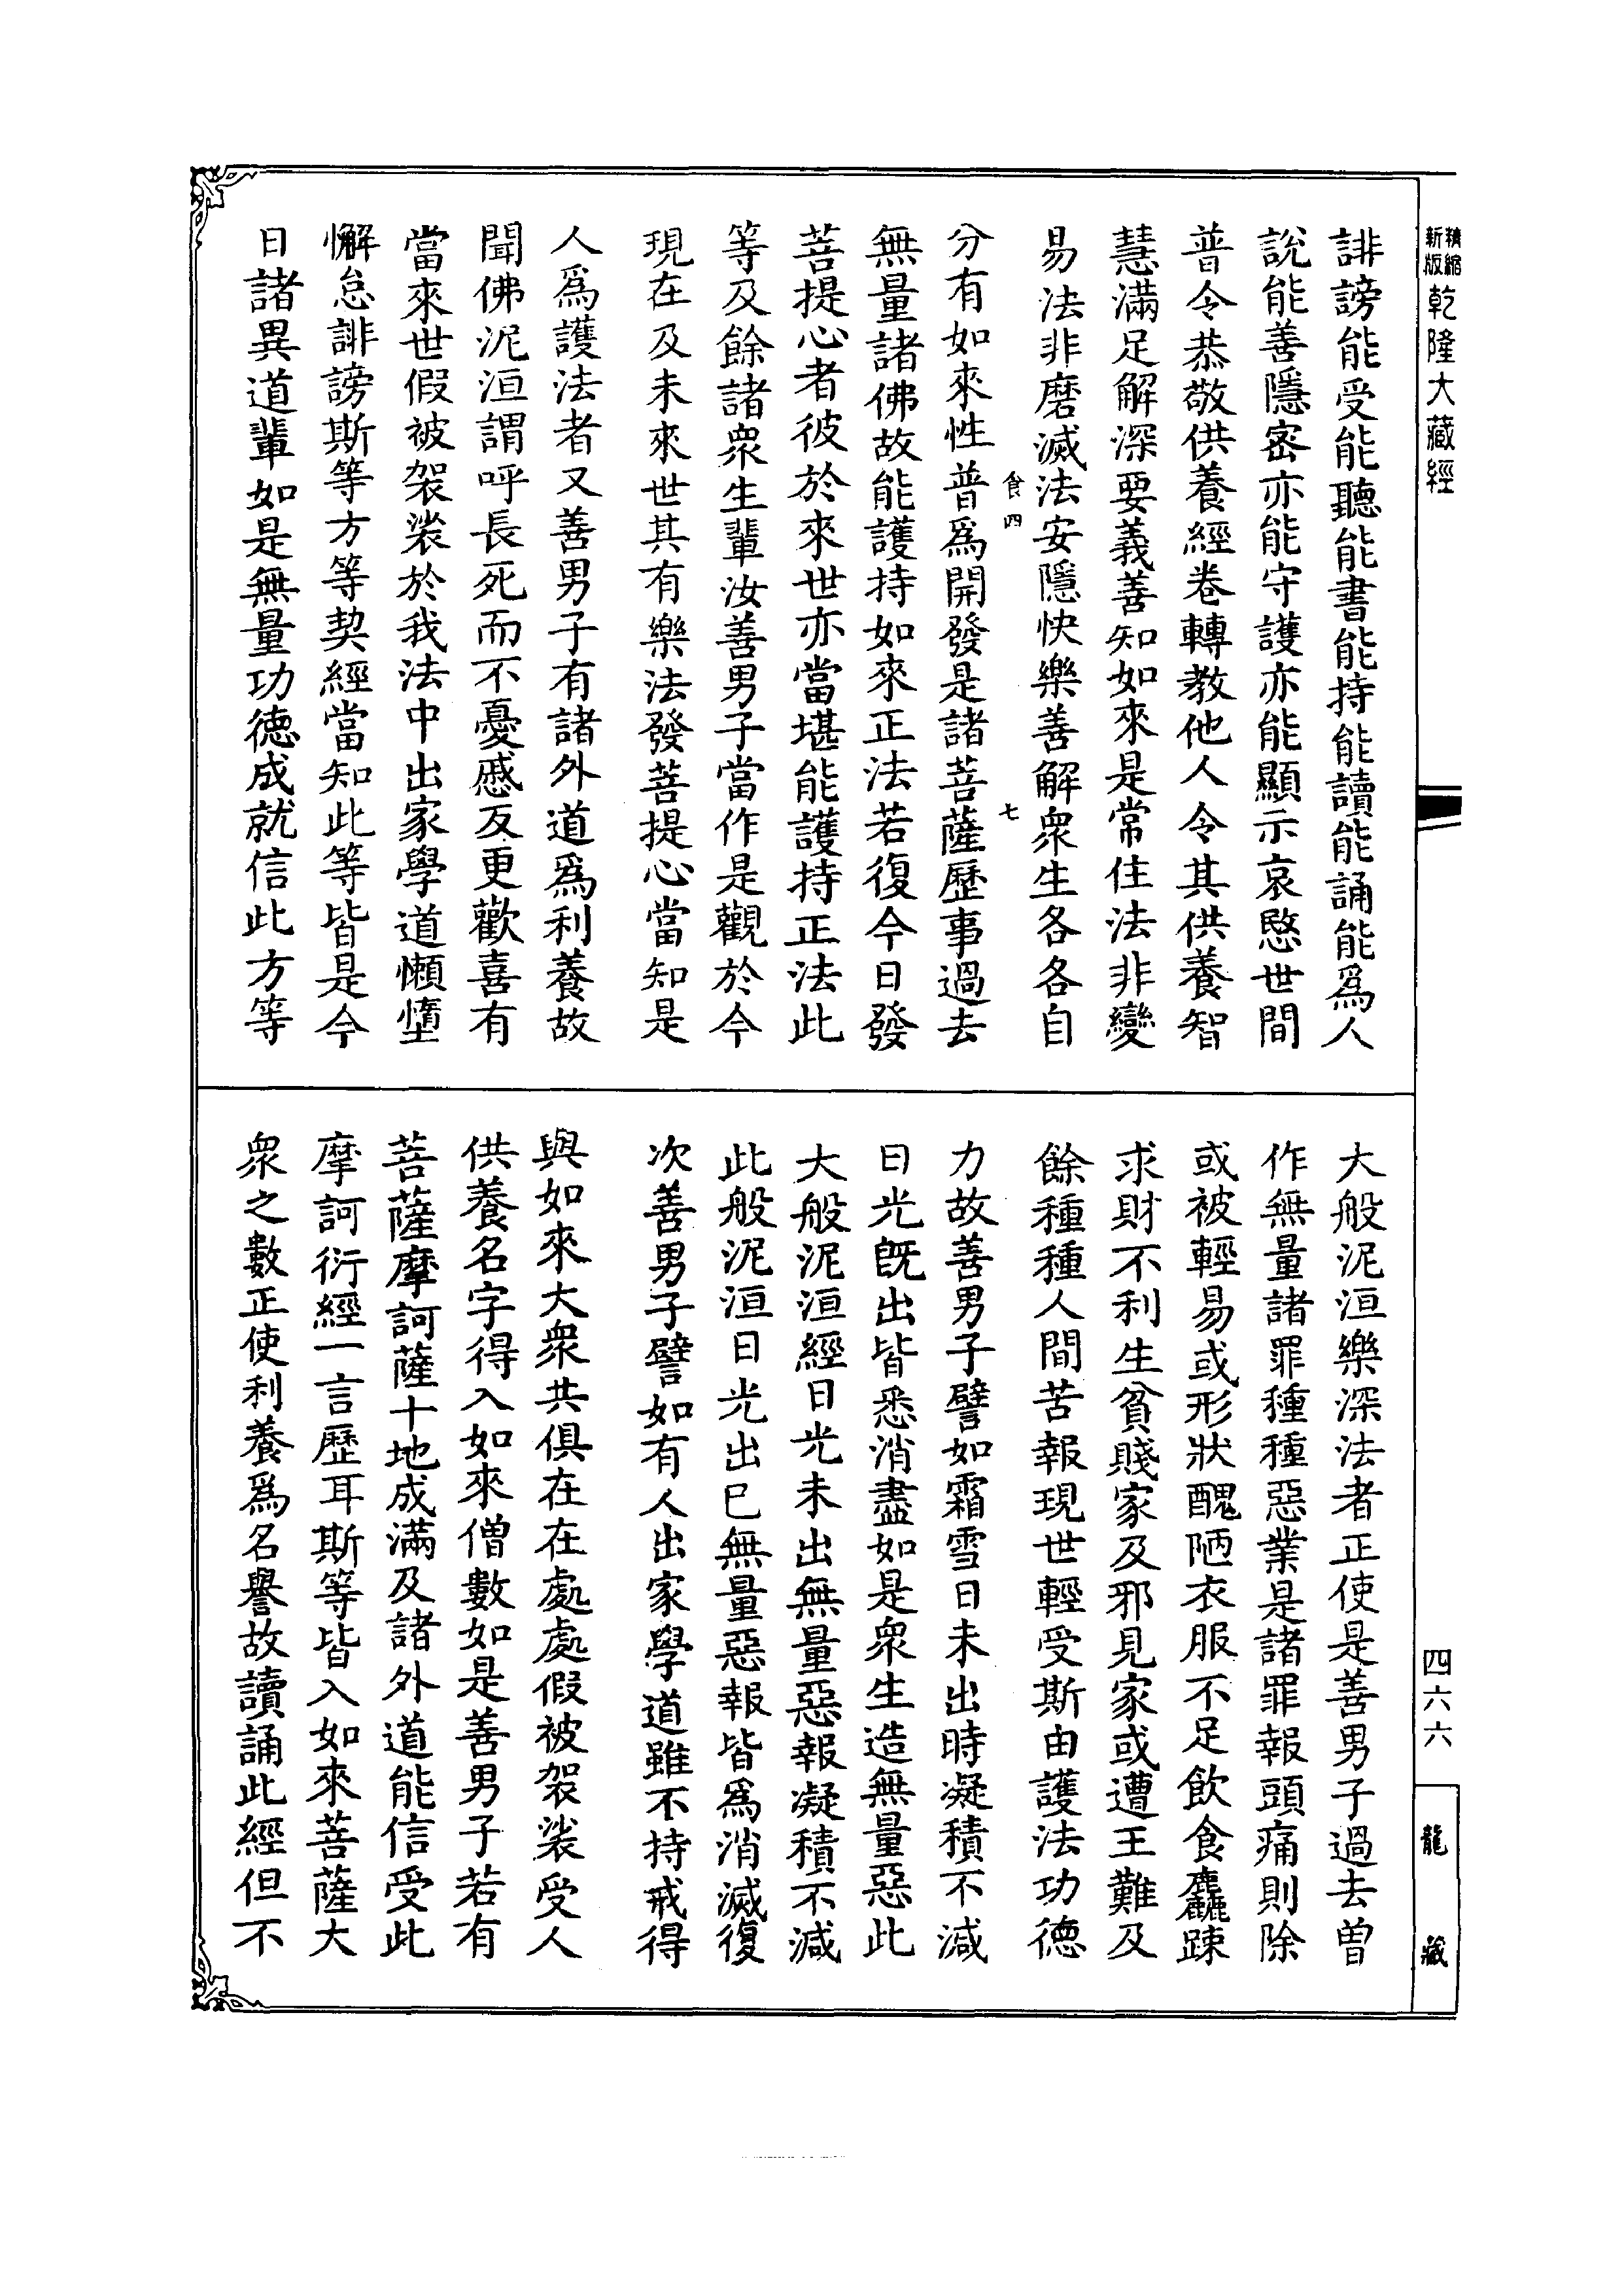 精縮新版乾隆大藏經
誹謗能受能聽能書能持能讀能誦能爲人
說能善隱密亦能守護亦能顯示哀愍世間
普令恭敬供養經卷轉教他人令其供養智
慧滿足解深要義善知如來是常住法非變
易法非磨滅法安隱快樂善解衆生各各自
食四 七
分有如來性普爲開發是諸菩薩歷事過去
無量諸佛故能護持如來正法若復今日發
菩提心者彼於來世亦當堪能護持正法此
等及餘諸衆生輩汝善男子當作是觀於今
現在及未來世其有樂法發菩提心當知是
人爲護法者又善男子有諸外道爲利養故
聞佛泥洹謂呼長死而不憂慼反更歡喜有
當來世假被袈裟於我法中出家學道懶惰
懈怠誹謗斯等方等契經當知此等皆是今
日諸異道輩如是無量功德成就信此方等
大般泥洹樂深法者正使是善男子過去曽
作無量諸罪種種惡業是諸罪報頭痛則除
或被輕易或形狀醜陋衣服不足飲食麤踈
求財不利生貧賤家及邪見家或遭王難及
餘種種人間苦報現世輕受斯由護法功德
力故善男子譬如霜雪日未出時凝積不減
日光旣出皆悉消盡如是衆生造無量惡此
大般泥洹經日光未出無量惡報凝積不減
此般泥洹日光出已無量惡報皆爲消滅復
次善男子譬如有人出家學道雖不持戒得
與如來大衆共俱在在處處假被袈裟受人
供養名字得入如來僧數如是善男子若有
菩薩摩訶薩十地成滿及諸外道能信受此
摩訶衍經一言歷耳斯等皆入如來菩薩大
衆之數正使利養爲名譽故讀誦此經但不
四六六
龍藏